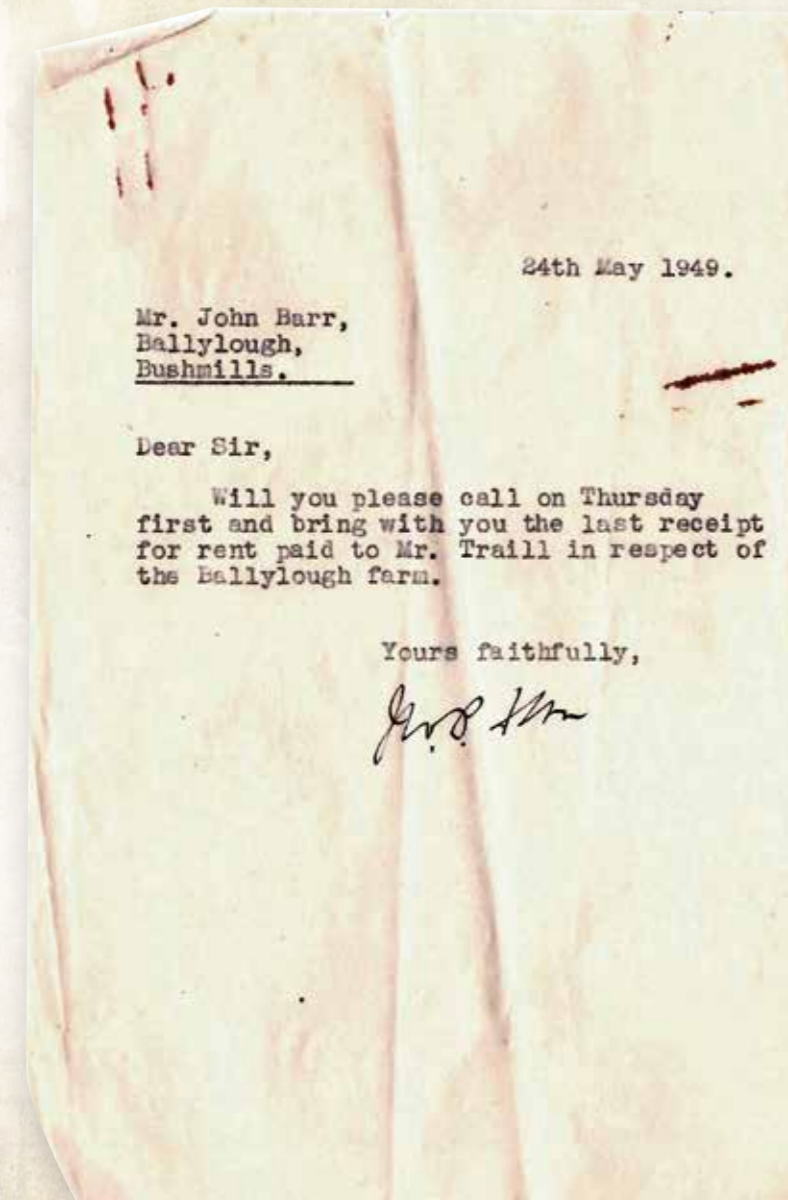 24th May 1949.
Mr. John Barr,
Ballylough,
Bushmills.
Dear Sir,
Will you please call on Thursday
first and bring with you the last receipt
for rent paid to Mr. Traill in respect of
the Ballylough farm.
Yours faithfully,